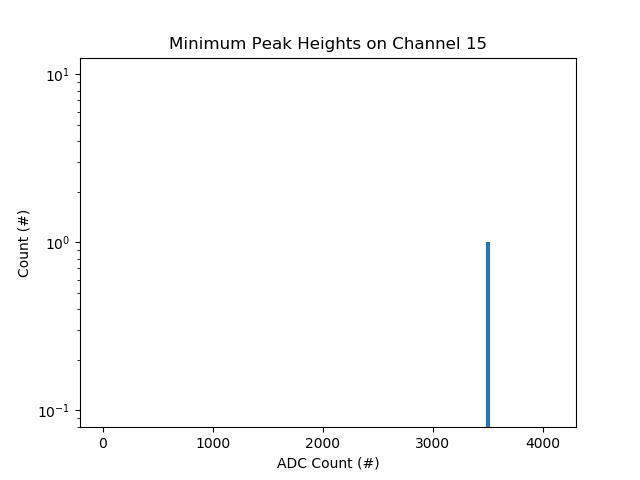 Minimum Peak Heights on Channel 15
10¹
10⁰
10⁻¹
Count (#)
0 1000 2000 3000 4000
ADC Count (#)